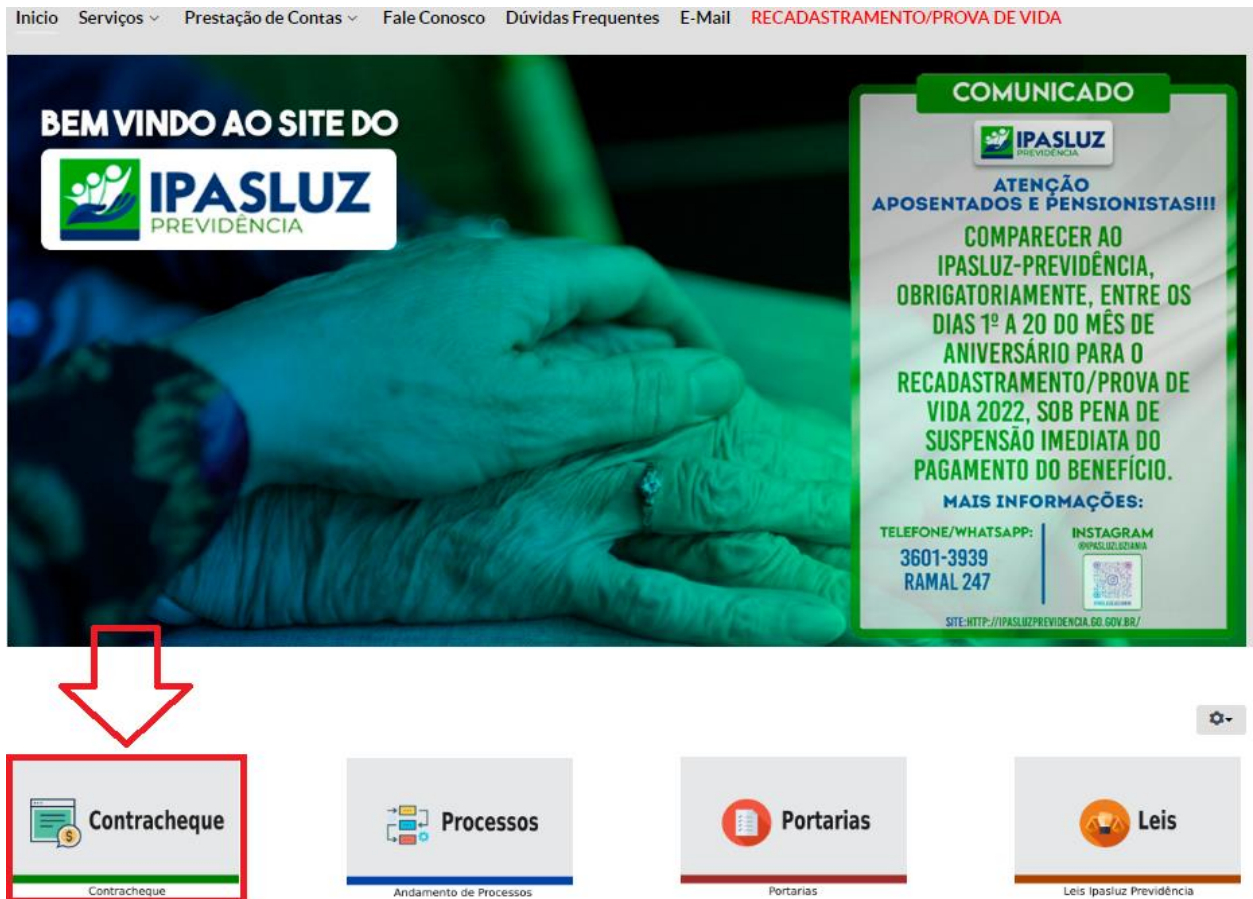 Inicio Serviços Prestação de Contas Fale Conosco Dúvidas Frequentes E-Mail RECADASTRAMENTO/PROVA DE VIDA
BEM VINDO AO SITE DO
IPASLUZ
PREVIDÊNCIA
COMUNICADO
IPASLUZ
PREVIDÊNCIA
ATENÇÃO
APOSENTADOS E PENSIONISTAS!!!
COMPARECER AO
IPASLUZ-PREVIDÊNCIA,
OBRIGATORIAMENTE, ENTRE OS
DIAS 1º A 20 DO MÊS DE
ANIVERSÁRIO PARA O
RECADASTRAMENTO/PROVA DE
VIDA 2022, SOB PENA DE
SUSPENSÃO IMEDIATA DO
PAGAMENTO DO BENEFÍCIO.
MAIS INFORMAÇÕES:
TELEFONE/WHATSAPP:
3601-3939
RAMAL 247
INSTAGRAM
@IPASLUZLUZIANIA
SITE:HTTP://IPASLUZPREVIDENCIA.GO.GOV.BR/
Contracheque
Contracheque
Processos
Andamento de Processos
Portarias
Portarias
Leis
Leis Ipasluz Previdência